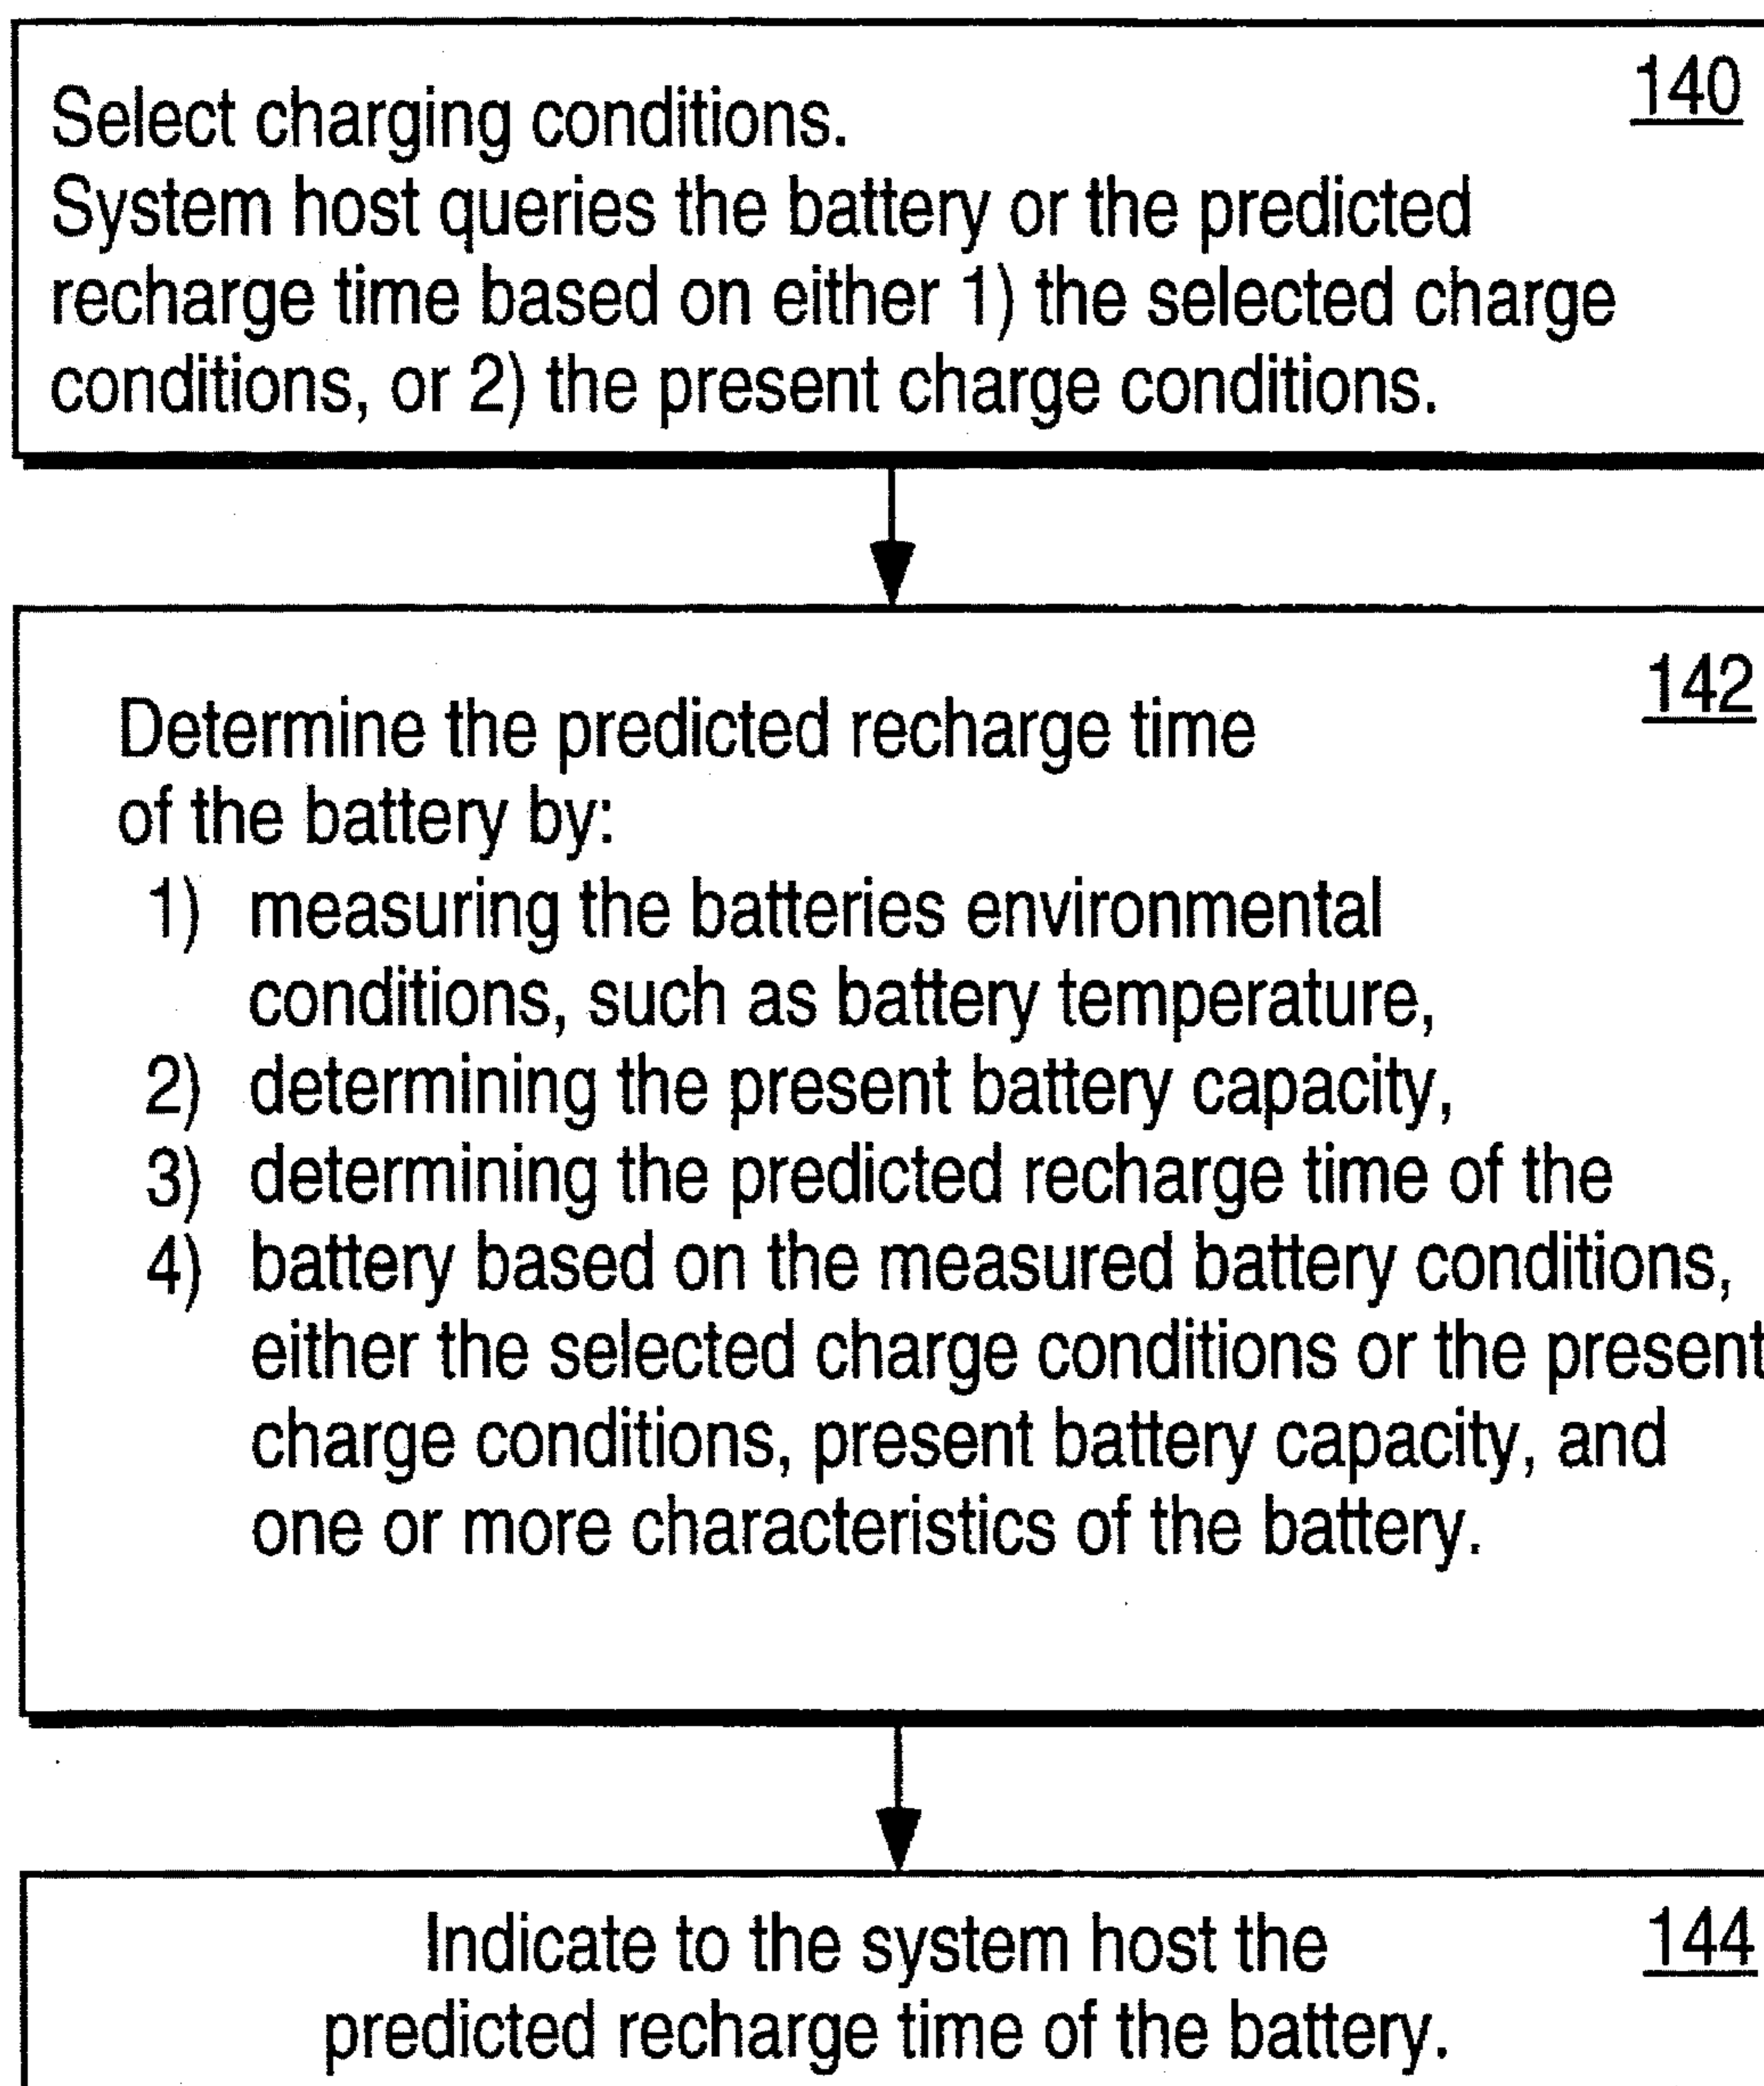 140
Select charging conditions.
System host queries the battery or the predicted
recharge time based on either 1) the selected charge
conditions, or 2) the present charge conditions.
142
Determine the predicted recharge time
of the battery by:
1) measuring the batteries environmental
conditions, such as battery temperature,
2) determining the present battery capacity,
3) determining the predicted recharge time of the
4) battery based on the measured battery conditions,
either the selected charge conditions or the present
charge conditions, present battery capacity, and
one or more characteristics of the battery.
144
Indicate to the system host the
predicted recharge time of the battery.